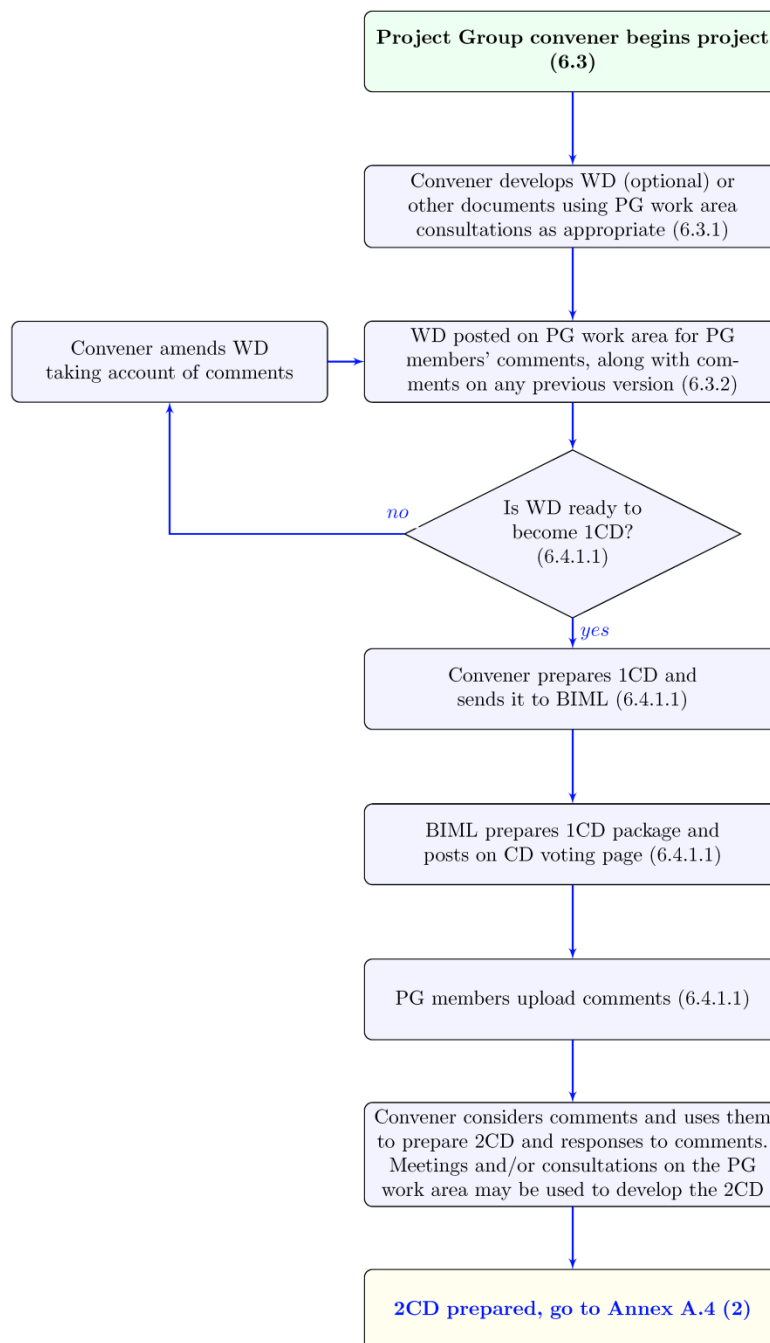 Project Group convener begins project
(6.3)
Convener develops WD (optional) or
other documents using PG work area
consultations as appropriate (6.3.1)
Convener amends WD
taking account of comments
WD posted on PG work area for PG
members' comments, along with com-
ments on any previous version (6.3.2)
Is WD ready to
become 1CD?
(6.4.1.1)
no
yes
Convener prepares 1CD and
sends it to BIML (6.4.1.1)
BIML prepares 1CD package and
posts on CD voting page (6.4.1.1)
PG members upload comments (6.4.1.1)
Convener considers comments and uses them
to prepare 2CD and responses to comments.
Meetings and/or consultations on the PG
work area may be used to develop the 2CD
2CD prepared, go to Annex A.4 (2)